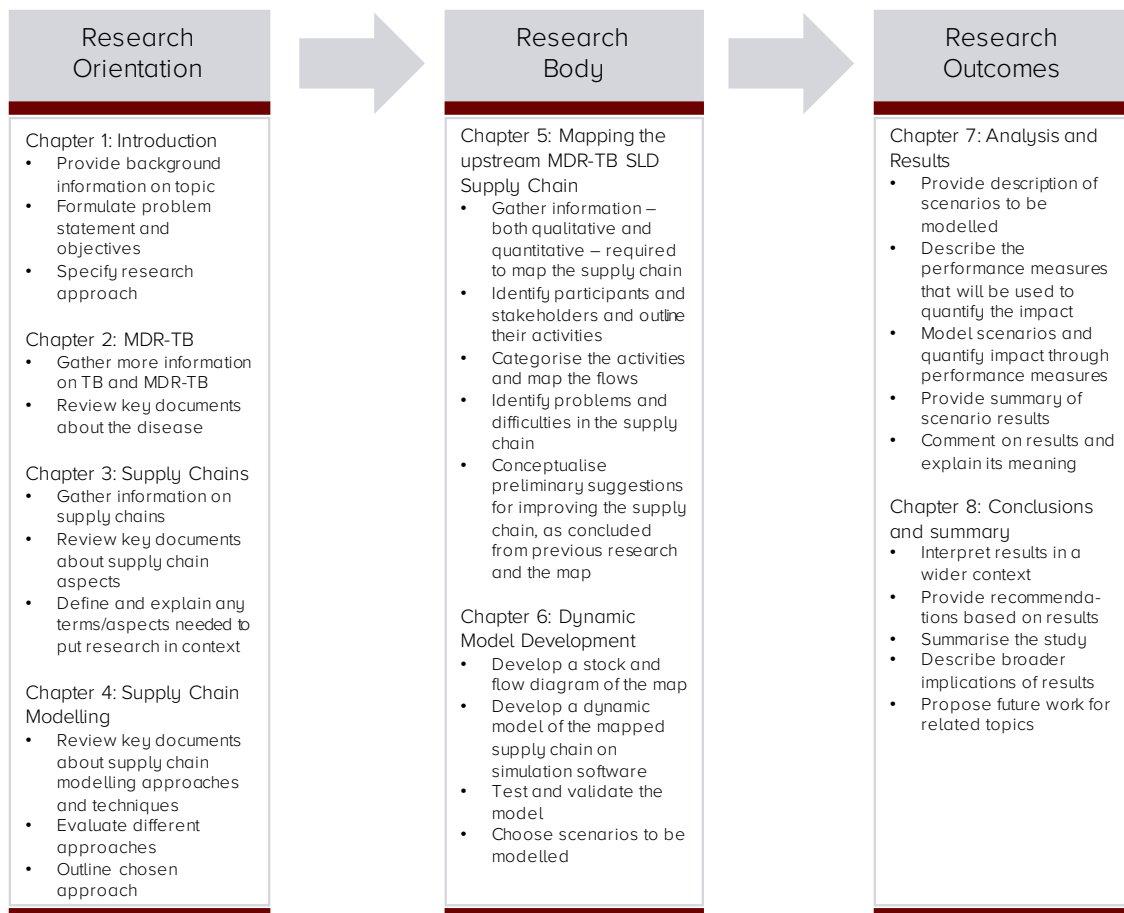 Research
Orientation
Chapter 1: Introduction
• Provide background
information on topic
• Formulate problem
statement and
objectives
• Specify research
approach
Chapter 2: MDR-TB
• Gather more information
on TB and MDR-TB
• Review key documents
about the disease
Chapter 3: Supply Chains
• Gather information on
supply chains
• Review key documents
about supply chain
aspects
• Define and explain any
terms/aspects needed to
put research in context
Chapter 4: Supply Chain
Modelling
• Review key documents
about supply chain
modelling approaches
and techniques
• Evaluate different
approaches
• Outline chosen
approach
Research
Body
Chapter 5: Mapping the
upstream MDR-TB SLD
Supply Chain
• Gather information –
both qualitative and
quantitative – required
to map the supply chain
• Identify participants and
stakeholders and outline
their activities
• Categorise the activities
and map the flows
• Identify problems and
difficulties in the supply
chain
• Conceptualise
preliminary suggestions
for improving the supply
chain, as concluded
from previous research
and the map
Chapter 6: Dynamic
Model Development
• Develop a stock and
flow diagram of the map
• Develop a dynamic
model of the mapped
supply chain on
simulation software
• Test and validate the
model
• Choose scenarios to be
modelled
Research
Outcomes
Chapter 7: Analysis and
Results
• Provide description of
scenarios to be
modelled
• Describe the
performance measures
that will be used to
quantify the impact
• Model scenarios and
quantify impact through
performance measures
• Provide summary of
scenario results
• Comment on results and
explain its meaning
Chapter 8: Conclusions
and summary
• Interpret results in a
wider context
• Provide recommenda-
tions based on results
• Summarise the study
• Describe broader
implications of results
• Propose future work for
related topics